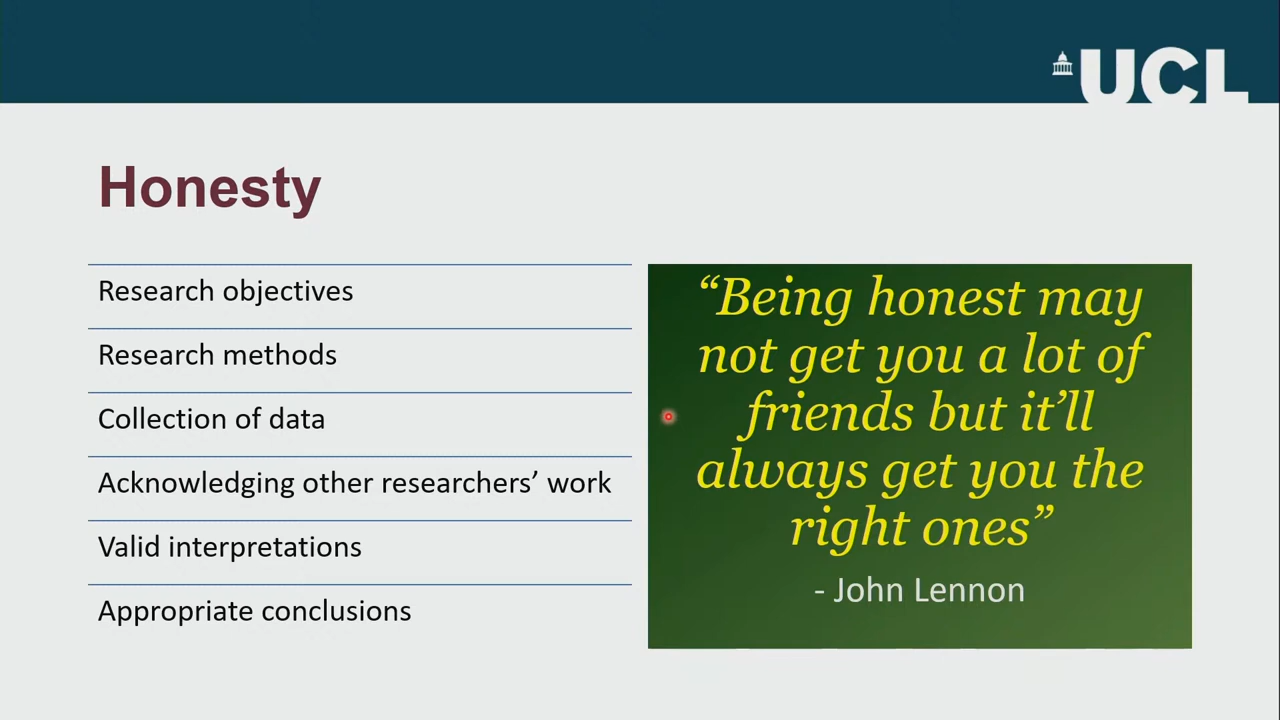 UCL
Honesty
Research objectives
Research methods
Collection of data
Acknowledging other researchers’ work
Valid interpretations
Appropriate conclusions
“Being honest may
not get you a lot of
friends but it’ll
always get you the
right ones”
- John Lennon